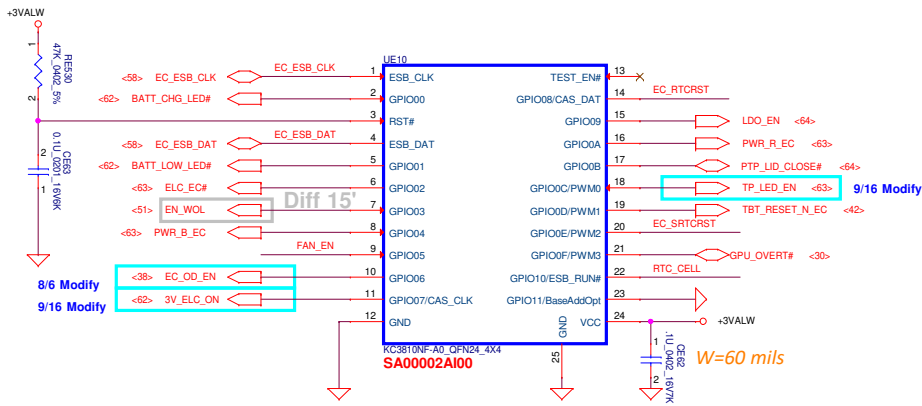 +3VALW
1
RE530
47K_0402_5%
2
CE63
0.1U_0201_16V6K
2
1
UE10
<58> EC_ESB_CLK EC_ESB_CLK 1 ESB_CLK
<62> BATT_CHG_LED# 2 GPIO00
3 RST#
<58> EC_ESB_DAT EC_ESB_DAT 4 ESB_DAT
<62> BATT_LOW_LED# 5 GPIO01
<63> ELC_EC# 6 GPIO02
<51> EN_WOL Diff 15' 7 GPIO03
<63> PWR_B_EC 8 GPIO04
FAN_EN 9 GPIO05
8/6 Modify <38> EC_OD_EN 10 GPIO06
9/16 Modify <62> 3V_ELC_ON 11 GPIO07/CAS_CLK
12 GND
TEST_EN# 13
GPIO08/CAS_DAT 14 EC_RTCRST
GPIO09 15 LDO_EN <64>
GPIO0A 16 PWR_R_EC <63>
GPIO0B 17 PTP_LID_CLOSE# <64>
GPIO0C/PWM0 18 TP_LED_EN <63> 9/16 Modify
GPIO0D/PWM1 19 TBT_RESET_N_EC <42>
GPIO0E/PWM2 20 EC_SRTCRST
GPIO0F/PWM3 21 GPU_OVERT# <30>
GPIO10/ESB_RUN# 22 RTC_CELL
GPIO11/BaseAddOpt 23
VCC 24 +3VALW
GND
25
KC3810NF-A0_QFN24_4X4
SA00002AI00
1
CE62
.1U_0402_16V7K
2
W=60 mils